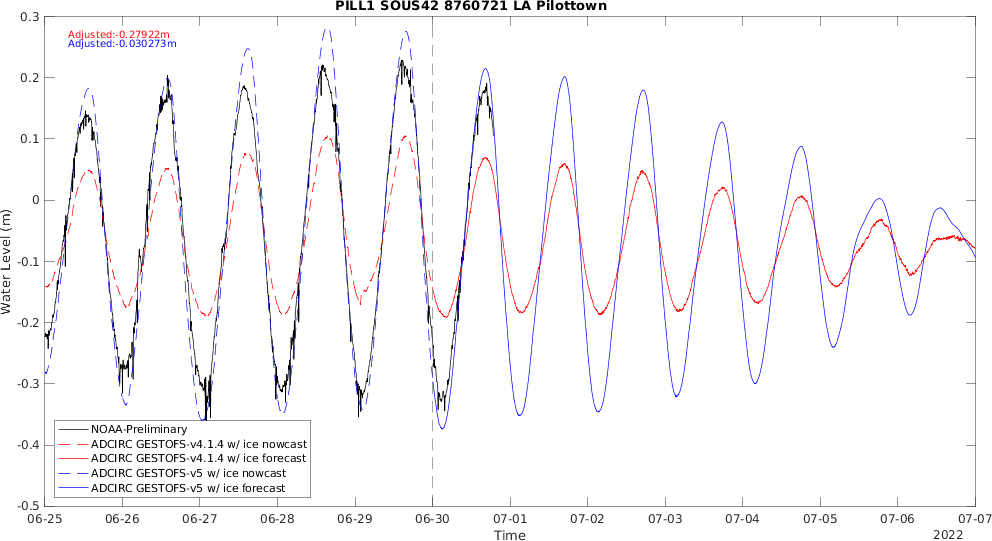 PILL1 SOUS42 8760721 LA Pilottown
Adjusted:-0.27922m
Adjusted:-0.030273m
0.3
0.2
0.1
0
-0.1
-0.2
-0.3
-0.4
-0.5
Water Level (m)
NOAA-Preliminary
ADCIRC GESTOFS-v4.1.4 w/ ice nowcast
ADCIRC GESTOFS-v4.1.4 w/ ice forecast
ADCIRC GESTOFS-v5 w/ ice nowcast
ADCIRC GESTOFS-v5 w/ ice forecast
06-25 06-26 06-27 06-28 06-29 06-30 07-01 07-02 07-03 07-04 07-05 07-06 07-07
Time
2022